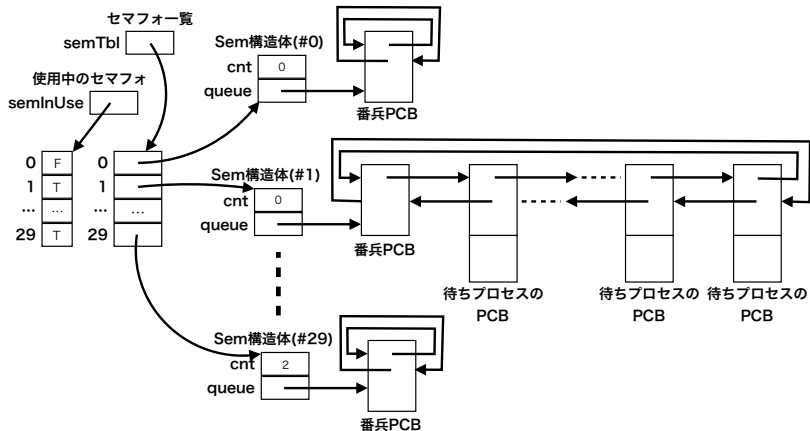 セマフォ一覧
semTbl
使用中のセマフォ
semInUse
0 F
1 T
... ...
29 T
0
1
... ...
29
Sem構造体(#0)
cnt 0
queue
番兵PCB
Sem構造体(#1)
cnt 0
queue
番兵PCB
待ちプロセスの
PCB
待ちプロセスの
PCB
待ちプロセスの
PCB
Sem構造体(#29)
cnt 2
queue
番兵PCB